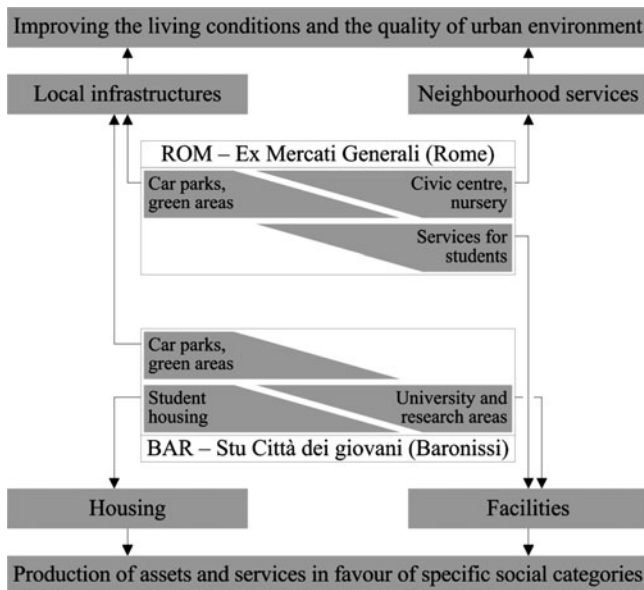 Improving the living conditions and the quality of urban environment
Local infrastructures
Neighbourhood services
ROM – Ex Mercati Generali (Rome)
Car parks,
green areas
Civic centre,
nursery
Services for
students
Car parks,
green areas
Student
housing
University and
research areas
BAR – Stu Città dei giovani (Baronissi)
Housing
Facilities
Production of assets and services in favour of specific social categories